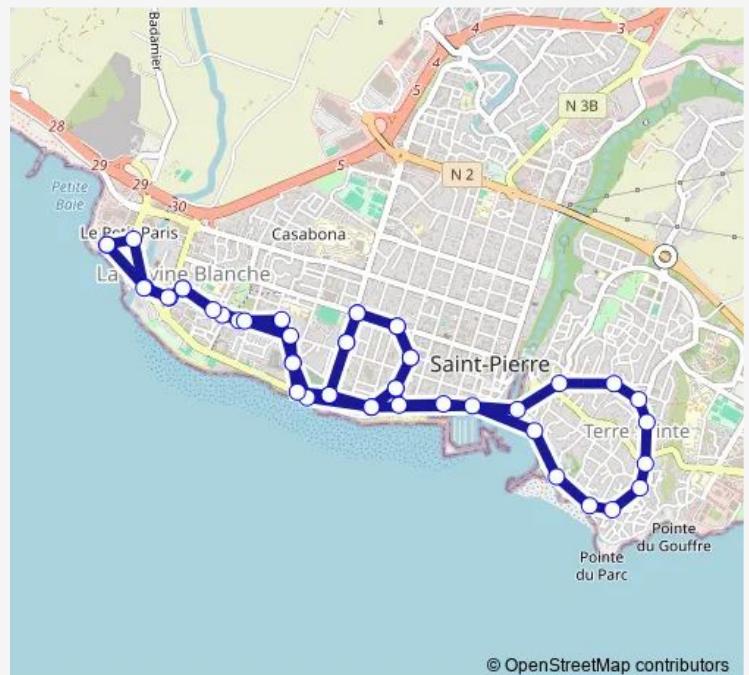 Badamier
4
3
4
5
N 3B
28
29
5
29
30
N 2
Petite
Baie
Le Petit Paris
Casabona
La Ravine Blanche
Saint-Pierre
Terre Sainte
Pointe
du Gouffre
Pointe
du Parc
© OpenStreetMap contributors